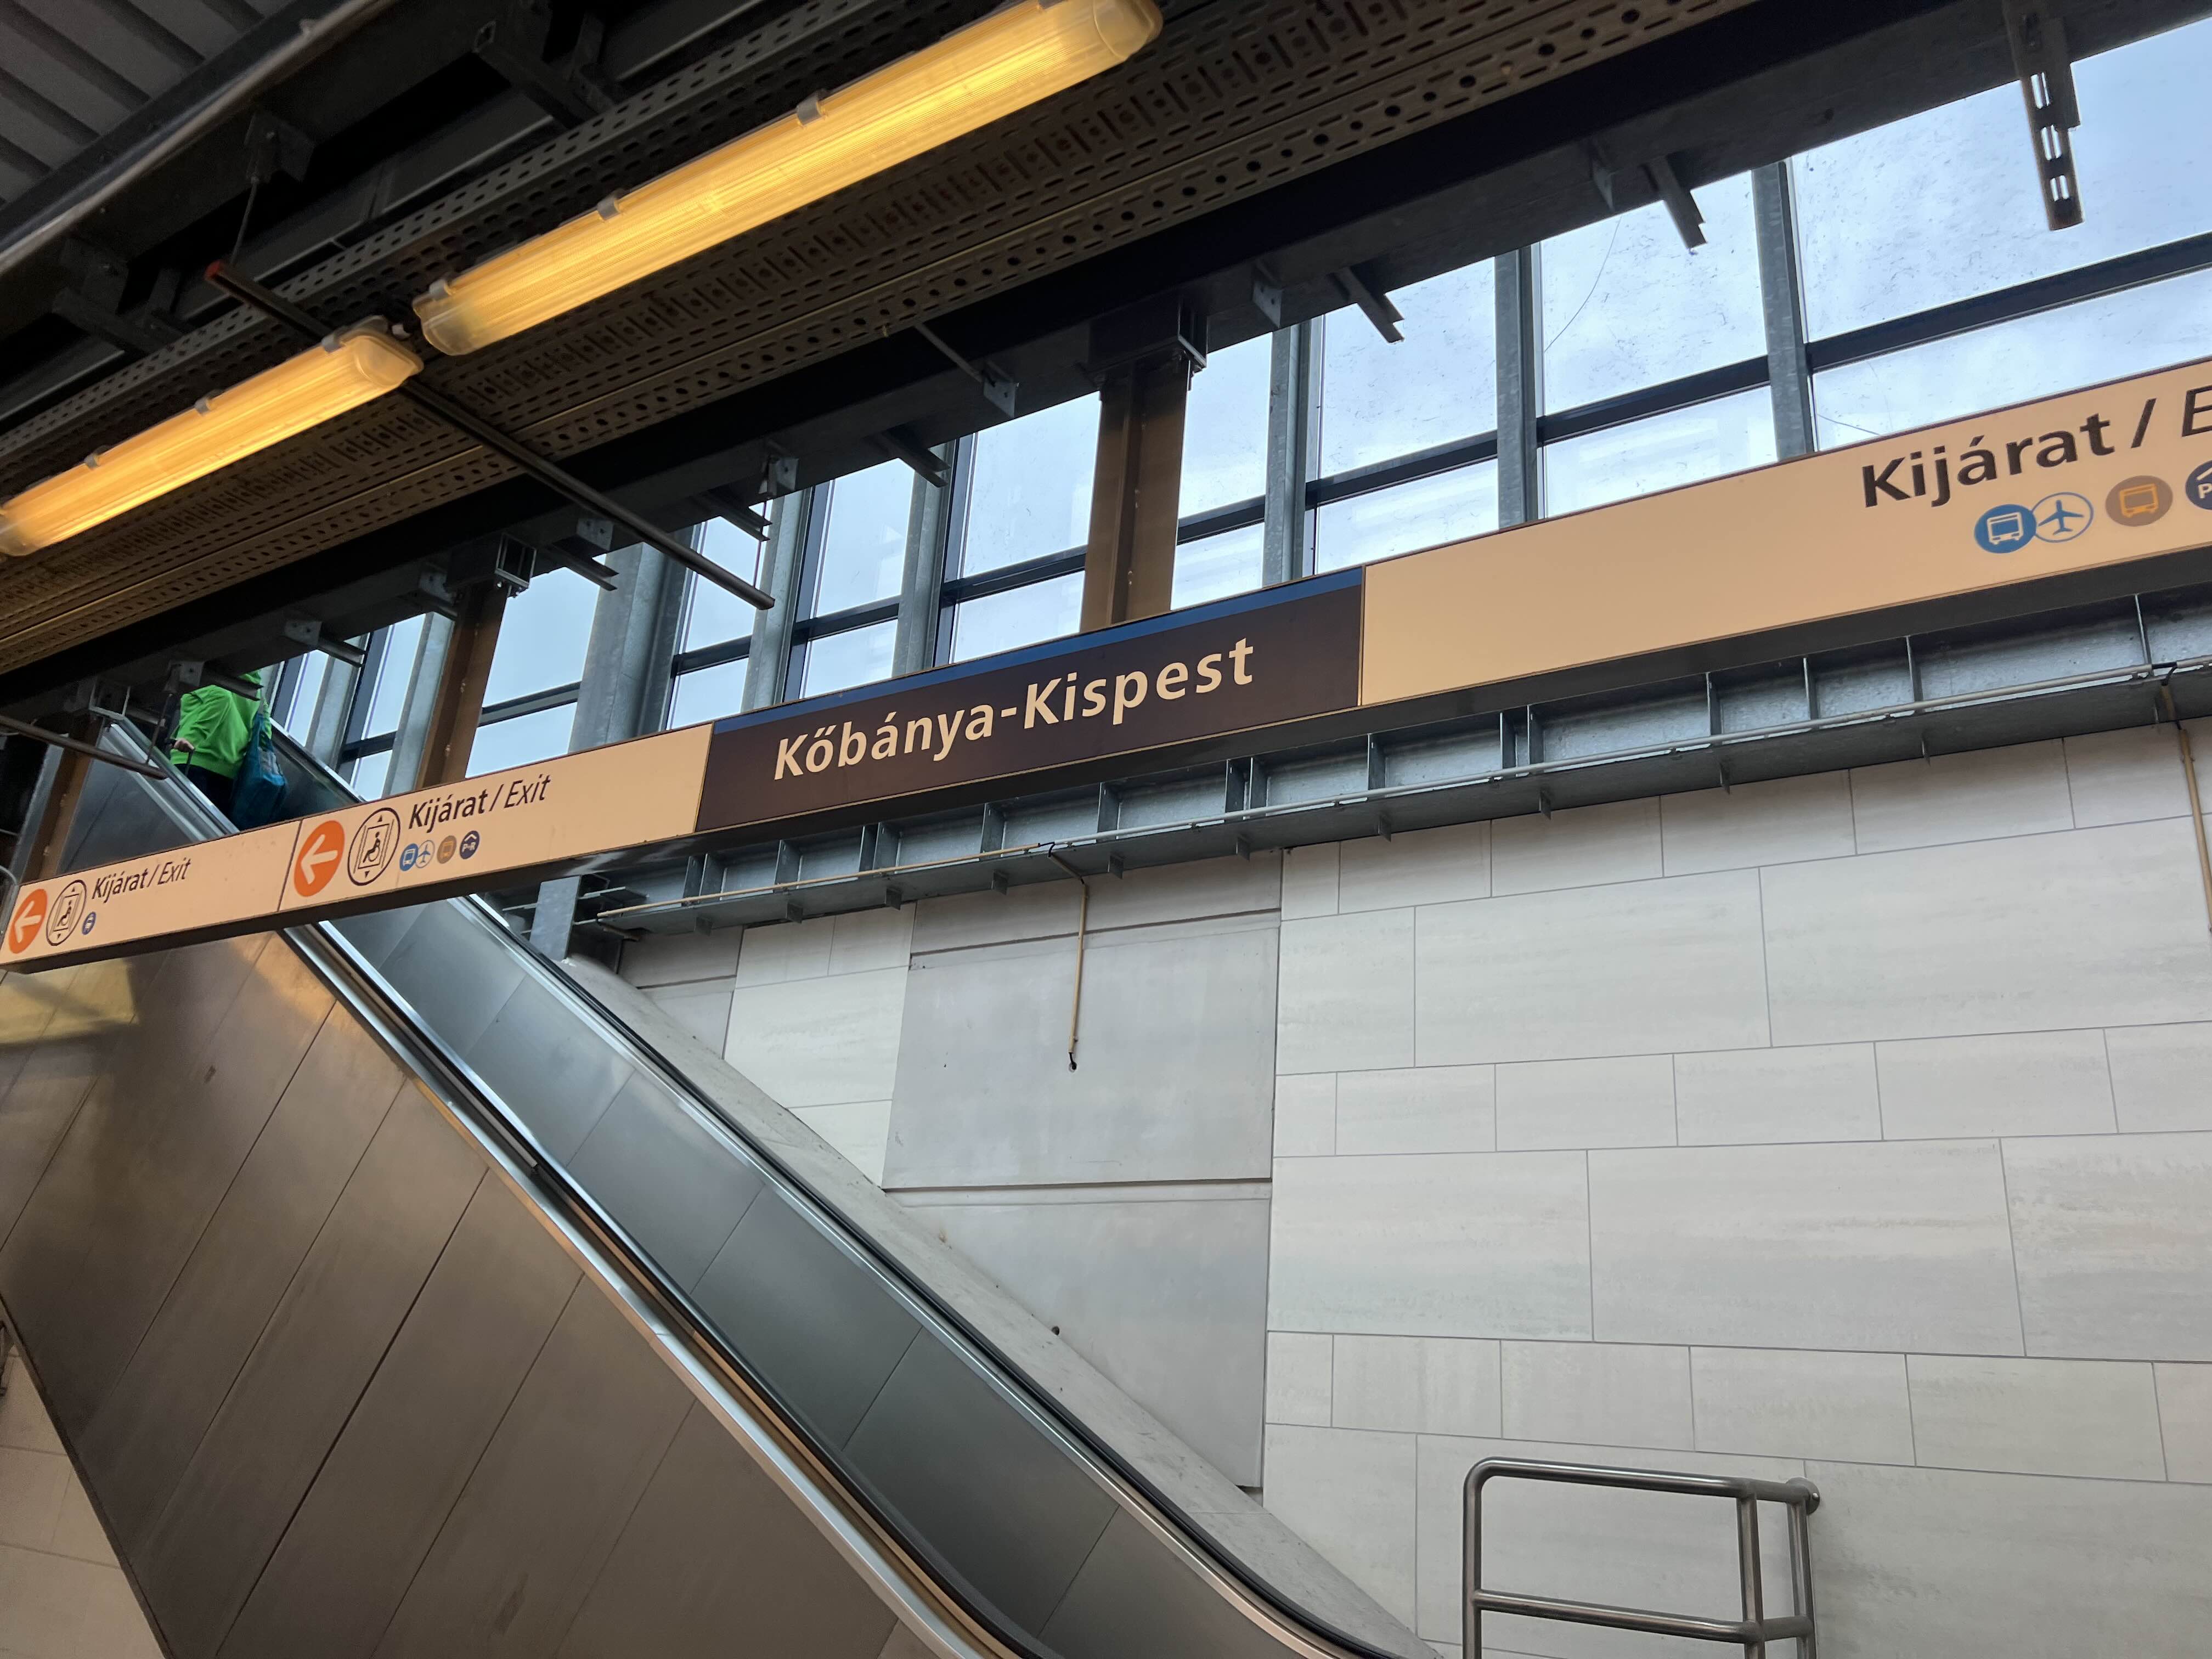 Kijárat / Exit
Kijárat / Exit
P+R
Kőbánya-Kispest
Kijárat / E
P